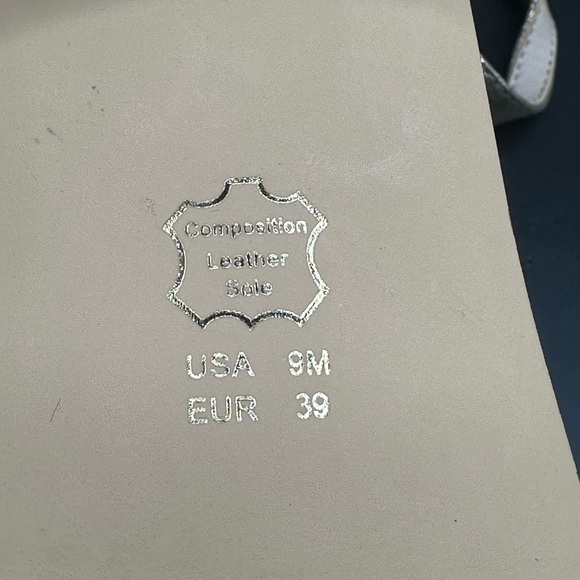 Composition
Leather
Sole
USA 9M
EUR 39